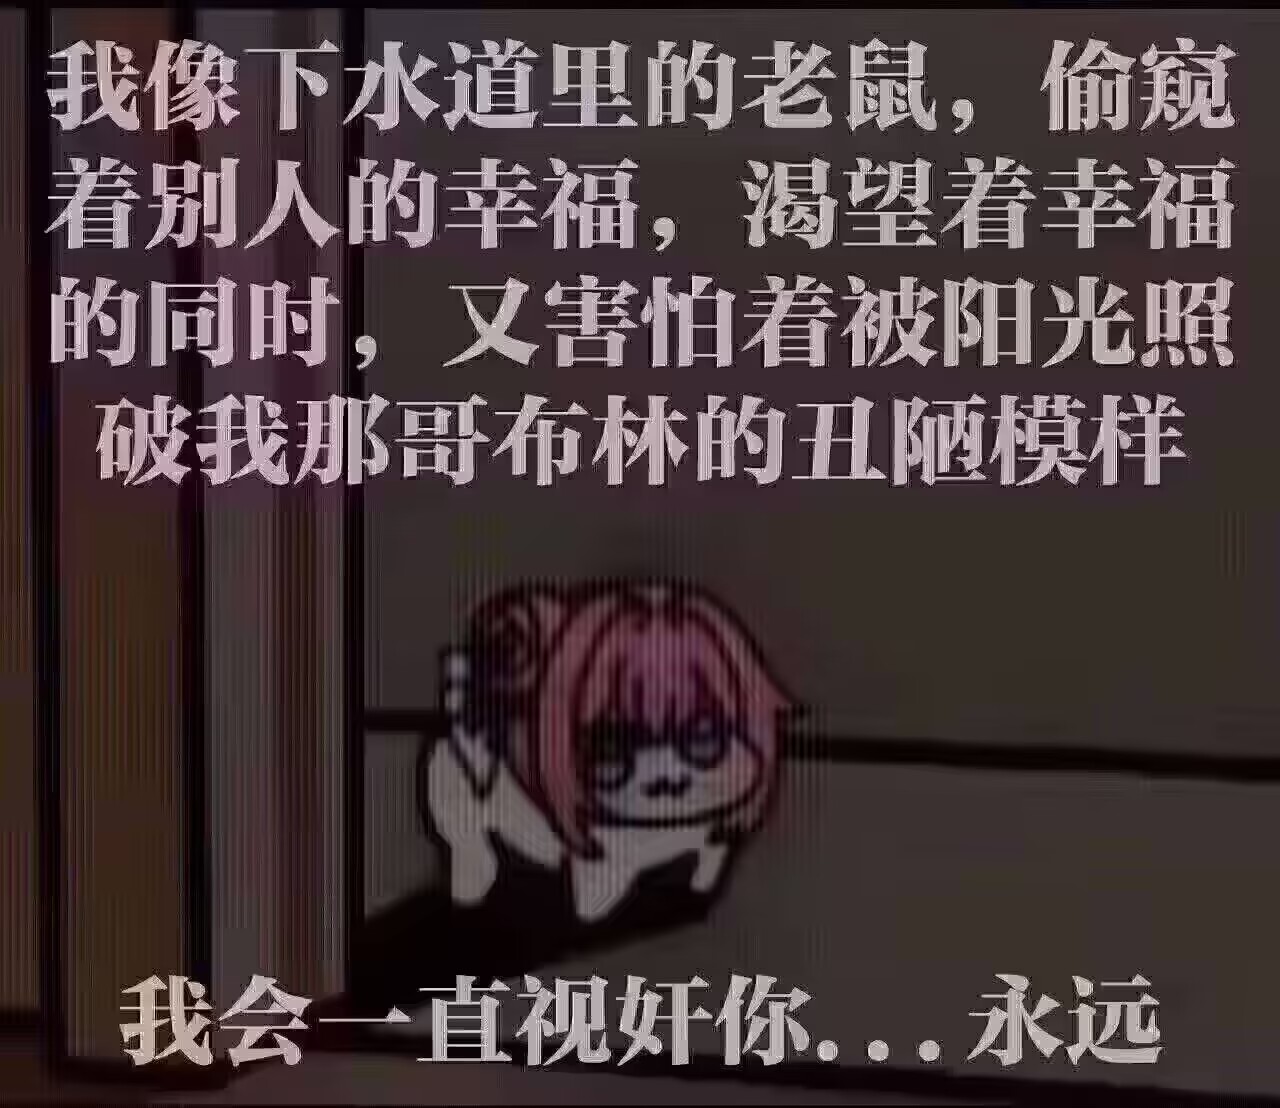 我像下水道里的老鼠，偷窥
着别人的幸福，渴望着幸福
的同时，又害怕着被阳光照
破我那哥布林的丑陋模样
我会一直视奸你...永远